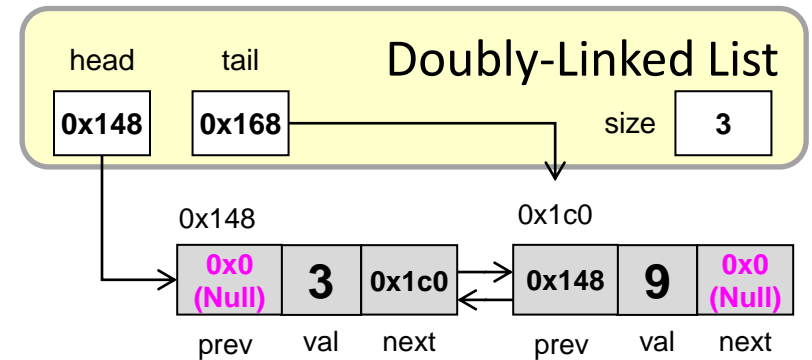 head tail Doubly-Linked List
0x148 0x168 size 3
0x148 0x1c0
0x0 (Null) 3 0x1c0 0x148 9 0x0 (Null)
prev val next prev val next